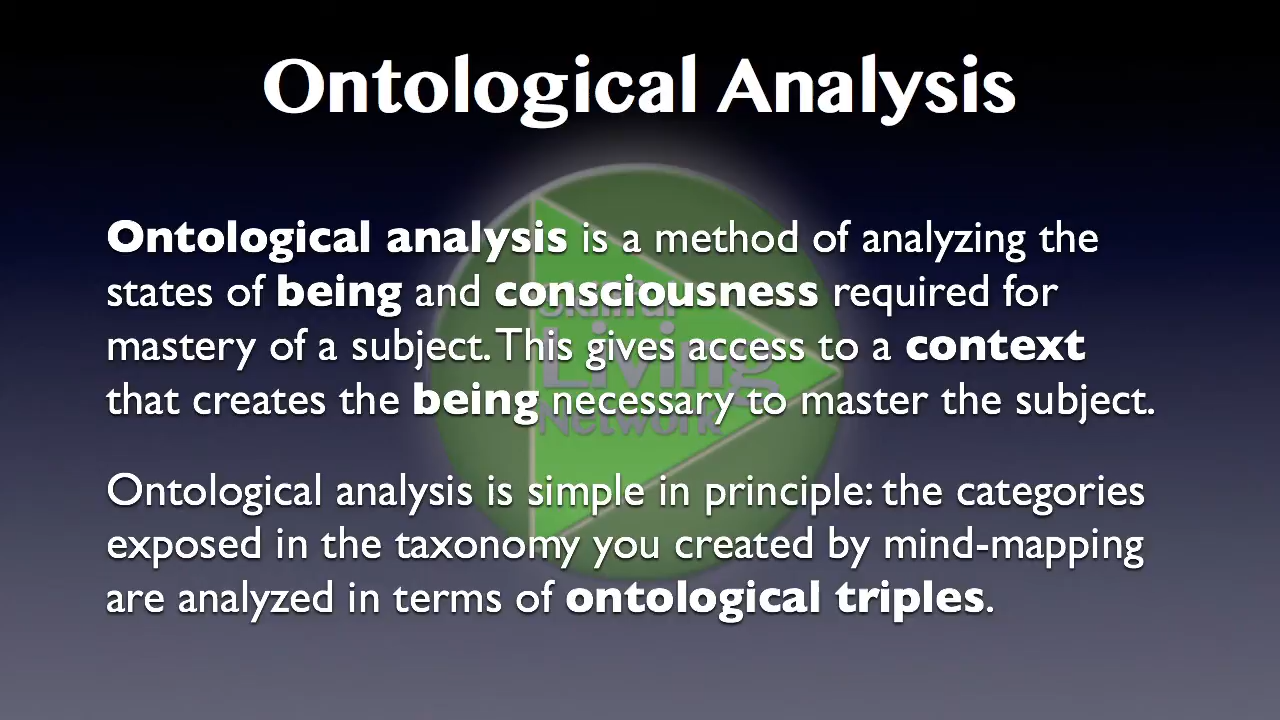 Ontological Analysis
Ontological analysis is a method of analyzing the
states of being and consciousness required for
mastery of a subject. This gives access to a context
that creates the being necessary to master the subject.
Ontological analysis is simple in principle: the categories
exposed in the taxonomy you created by mind-mapping
are analyzed in terms of ontological triples.
Skillful
Living
Network